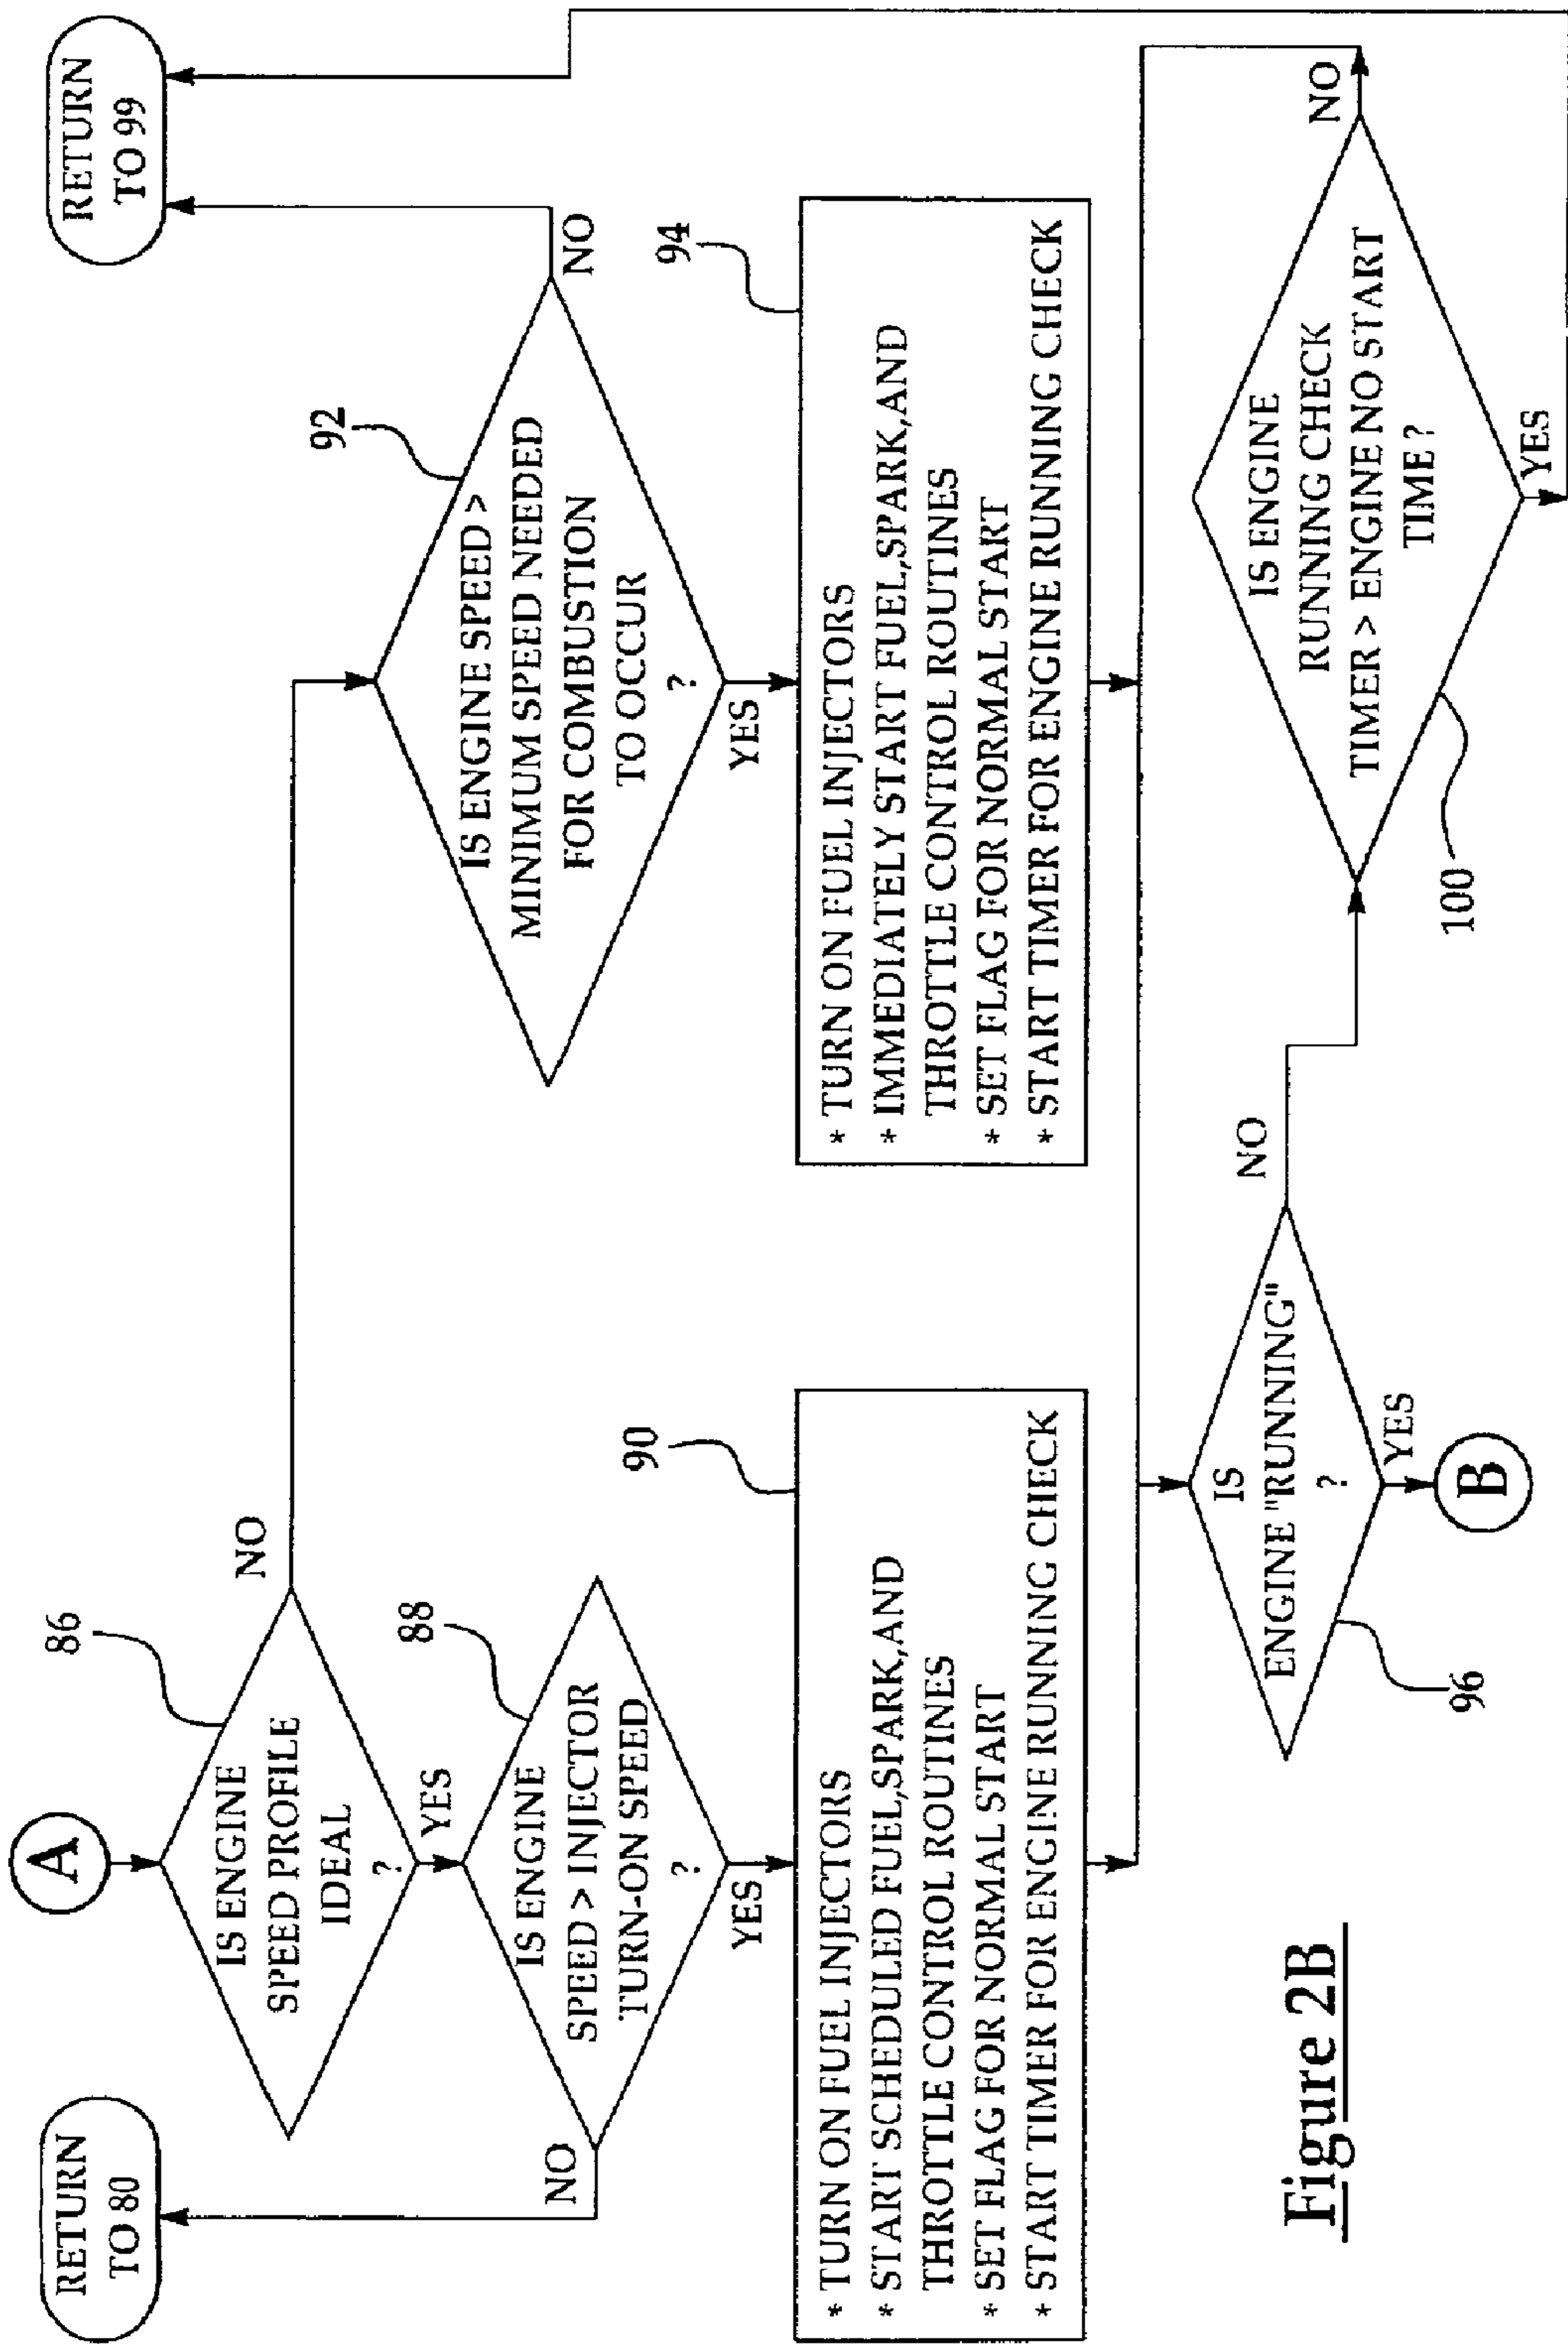 RETURN
TO 80
A
86
IS ENGINE
SPEED PROFILE
IDEAL
?
NO
YES
88
IS ENGINE
SPEED > INJECTOR
TURN-ON SPEED
?
NO
YES
90
* TURN ON FUEL INJECTORS
* START SCHEDULED FUEL,SPARK,AND
THROTTLE CONTROL ROUTINES
* SET FLAG FOR NORMAL START
* START TIMER FOR ENGINE RUNNING CHECK
RETURN
TO 99
92
IS ENGINE SPEED >
MINIMUM SPEED NEEDED
FOR COMBUSTION
TO OCCUR
?
NO
YES
94
* TURN ON FUEL INJECTORS
* IMMEDIATELY START FUEL,SPARK,AND
THROTTLE CONTROL ROUTINES
* SET FLAG FOR NORMAL START
* START TIMER FOR ENGINE RUNNING CHECK
IS
ENGINE "RUNNING"
?
NO
YES
96
B
IS ENGINE
RUNNING CHECK
TIMER > ENGINE NO START
TIME ?
NO
YES
100
Figure 2B